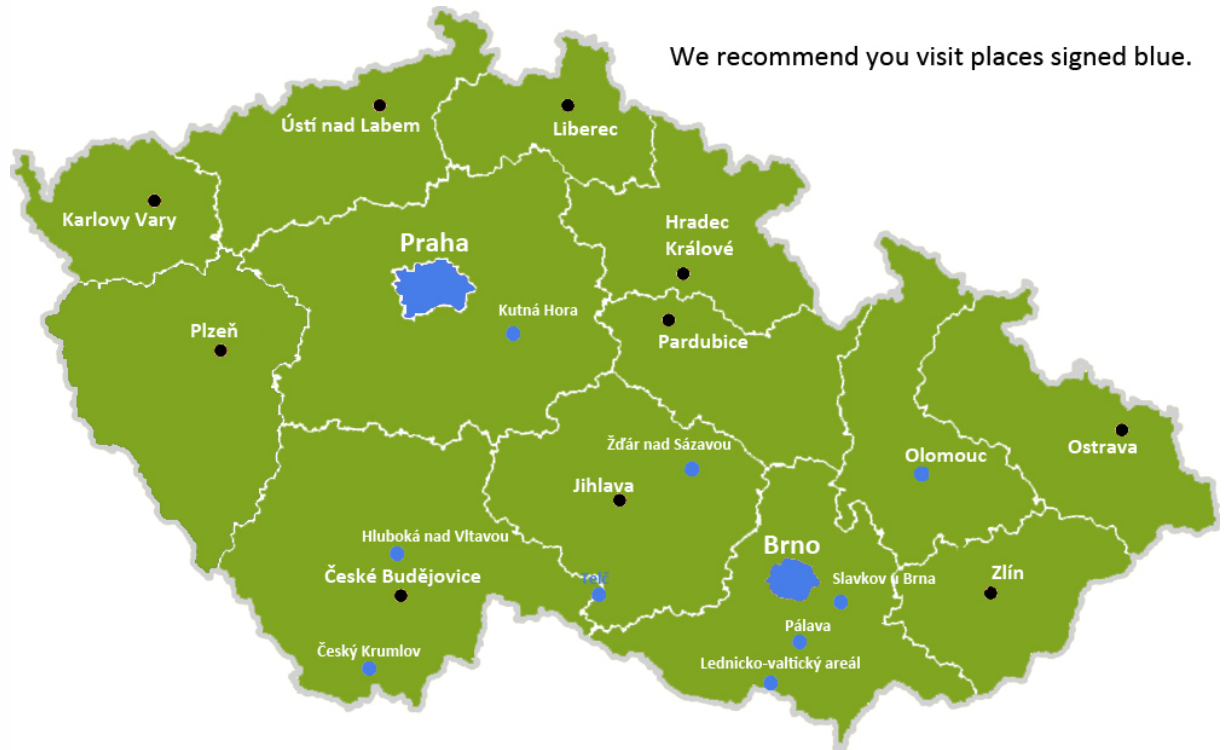 We recommend you visit places signed blue.
Ústí nad Labem
Liberec
Karlovy Vary
Hradec
Králové
Praha
Kutná Hora
Plzeň
Pardubice
Žďár nad Sázavou
Olomouc
Ostrava
Jihlava
Hluboká nad Vltavou
Brno
České Budějovice
Telč
Slavkov u Brna
Zlín
Pálava
Český Krumlov
Lednicko-valtický areál